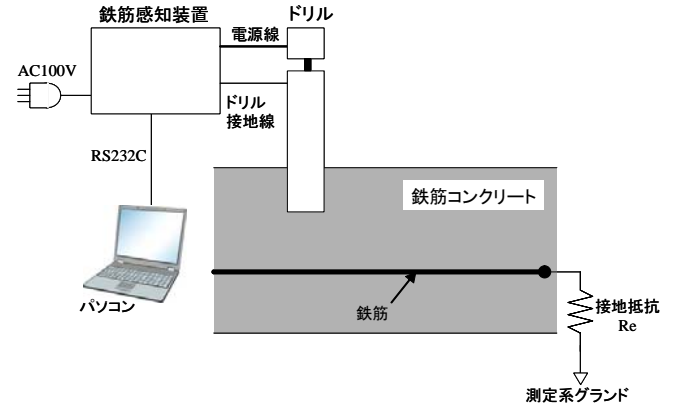 鉄筋感知装置
ドリル
電源線
AC100V
ドリル
接地線
RS232C
鉄筋コンクリート
パソコン
鉄筋
接地抵抗
Re
測定系グランド